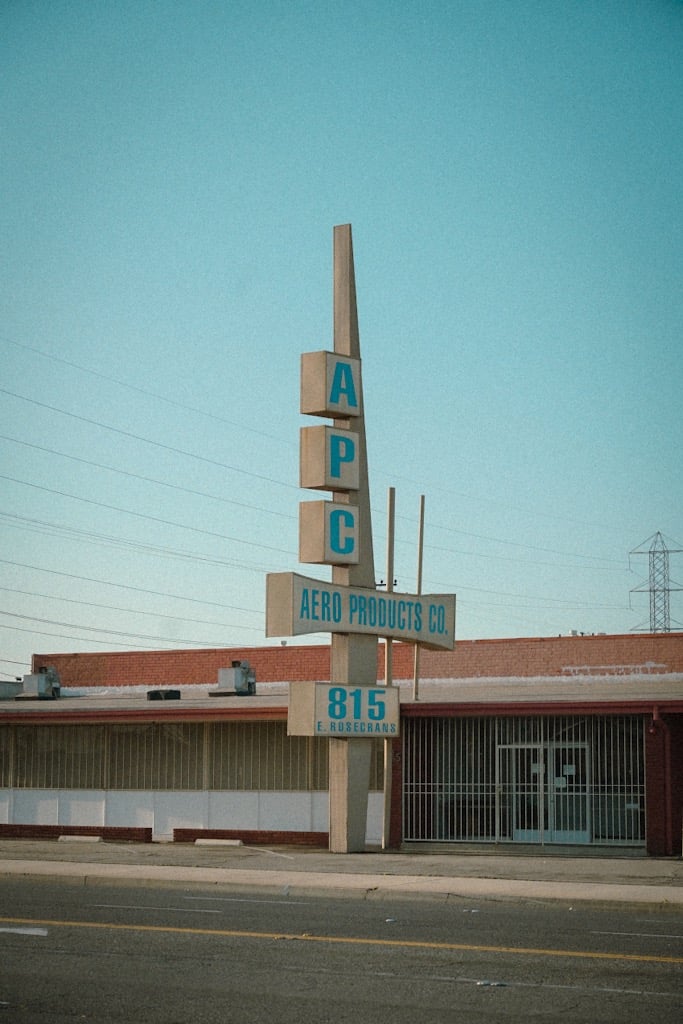 A
P
C
AERO PRODUCTS CO.
815
E. ROSECRANS